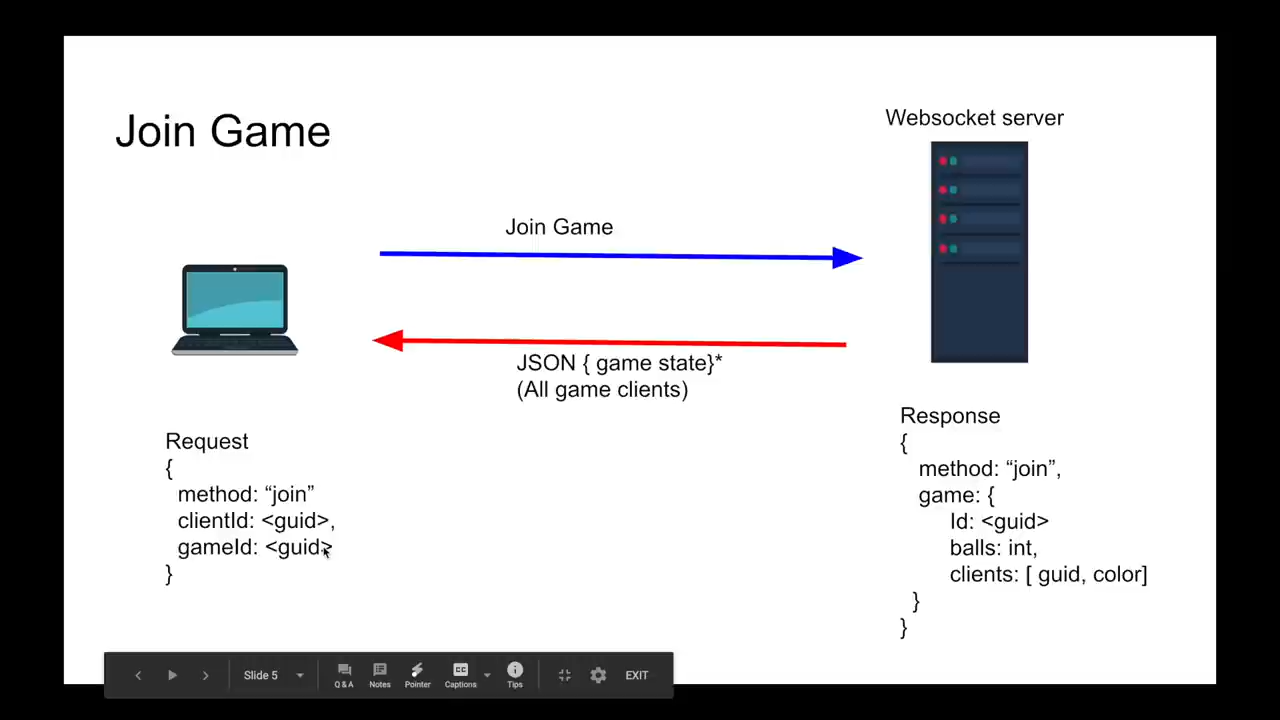 Join Game
Websocket server
Join Game
JSON { game state}*
(All game clients)
Request
{
method: “join”
clientId: <guid>,
gameId: <guid>
}
Response
{
method: “join”,
game: {
Id: <guid>
balls: int,
clients: [ guid, color]
}
}
Slide 5
Q & A
Notes
Pointer
Captions
Tips
EXIT